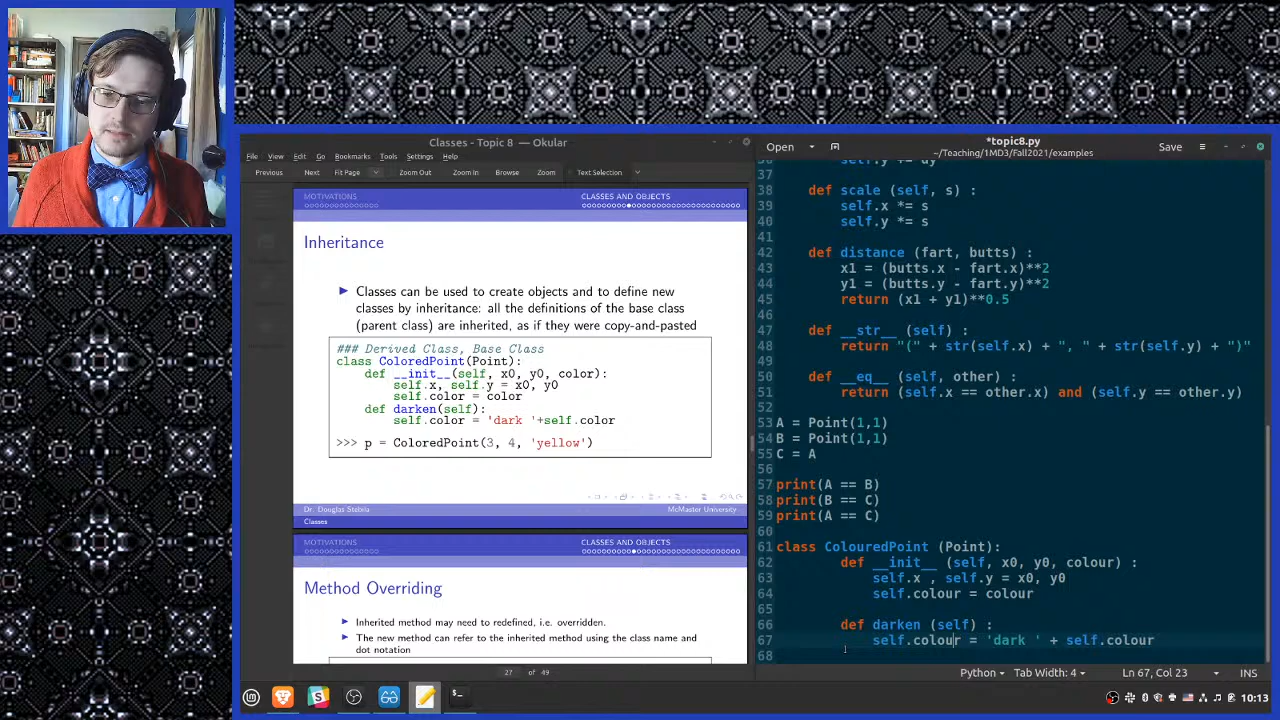 Classes - Topic 8 — Okular
File View Edit Go Bookmarks Tools Settings Help
Previous Next Fit Page Zoom Out Zoom In Browse Zoom Text Selection
MOTIVATIONS CLASSES AND OBJECTS
Inheritance
Classes can be used to create objects and to define new
classes by inheritance: all the definitions of the base class
(parent class) are inherited, as if they were copy-and-pasted
### Derived Class, Base Class
class ColoredPoint(Point):
def __init__(self, x0, y0, color):
self.x, self.y = x0, y0
self.color = color
def darken(self):
self.color = 'dark '+self.color
>>> p = ColoredPoint(3, 4, 'yellow')
Dr. Douglas Stebila McMaster University
Classes
MOTIVATIONS CLASSES AND OBJECTS
Method Overriding
Inherited method may need to redefined, i.e. overridden.
The new method can refer to the inherited method using the class name and
dot notation
27 of 49
Open *topic8.py Save
~/Teaching/1MD3/Fall2021/examples
36 self.y += dy
37
38 def scale (self, s) :
39 self.x *= s
40 self.y *= s
41
42 def distance (fart, butts) :
43 x1 = (butts.x - fart.x)**2
44 y1 = (butts.y - fart.y)**2
45 return (x1 + y1)**0.5
46
47 def __str__ (self) :
48 return "(" + str(self.x) + ", " + str(self.y) + ")"
49
50 def __eq__ (self, other) :
51 return (self.x == other.x) and (self.y == other.y)
52
53 A = Point(1,1)
54 B = Point(1,1)
55 C = A
56
57 print(A == B)
58 print(B == C)
59 print(A == C)
60
61 class ColouredPoint (Point):
62 def __init__ (self, x0, y0, colour) :
63 self.x , self.y = x0, y0
64 self.colour = colour
65
66 def darken (self) :
67 self.colour = 'dark ' + self.colour
68
Python Tab Width: 4 Ln 67, Col 23 INS
10:13